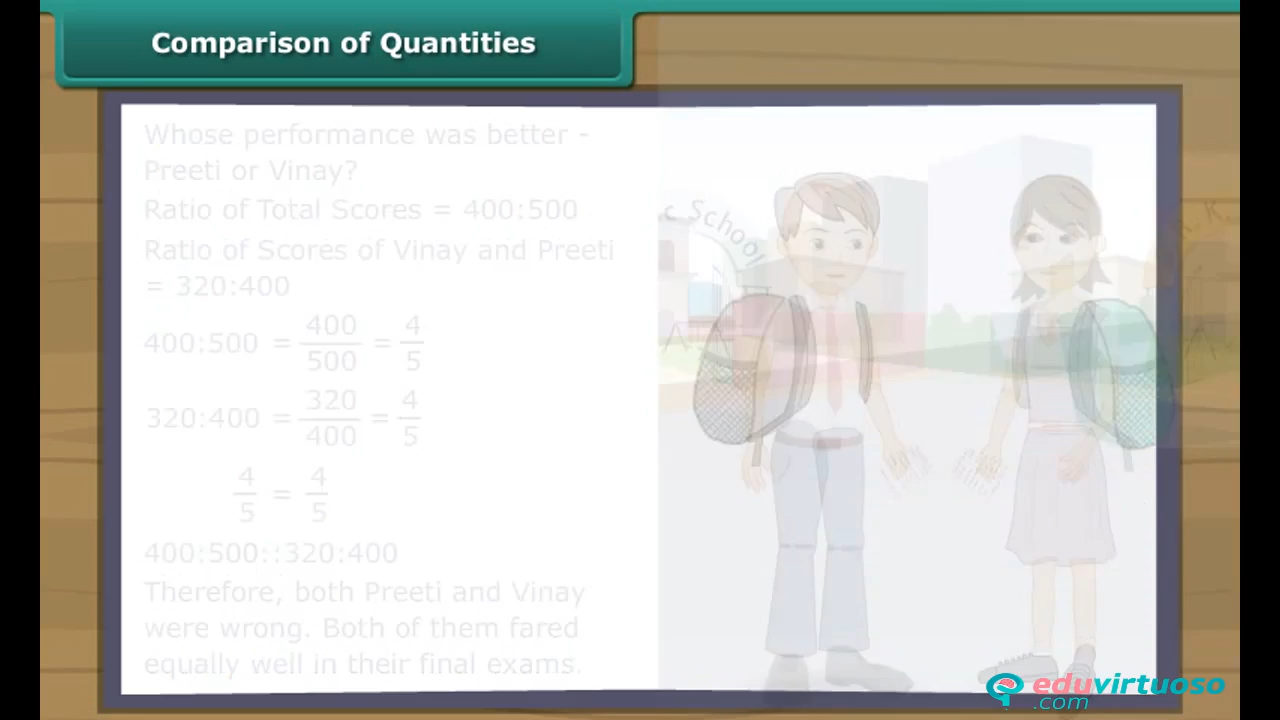 Comparison of Quantities
Whose performance was better -
Preeti or Vinay?
Ratio of Total Scores = 400:500
Ratio of Scores of Vinay and Preeti
= 320:400
400:500 = 400/500 = 4/5
320:400 = 320/400 = 4/5
4/5 = 4/5
400:500::320:400
Therefore, both Preeti and Vinay
were wrong. Both of them fared
equally well in their final exams.
c School
eduvirtuoso
.com